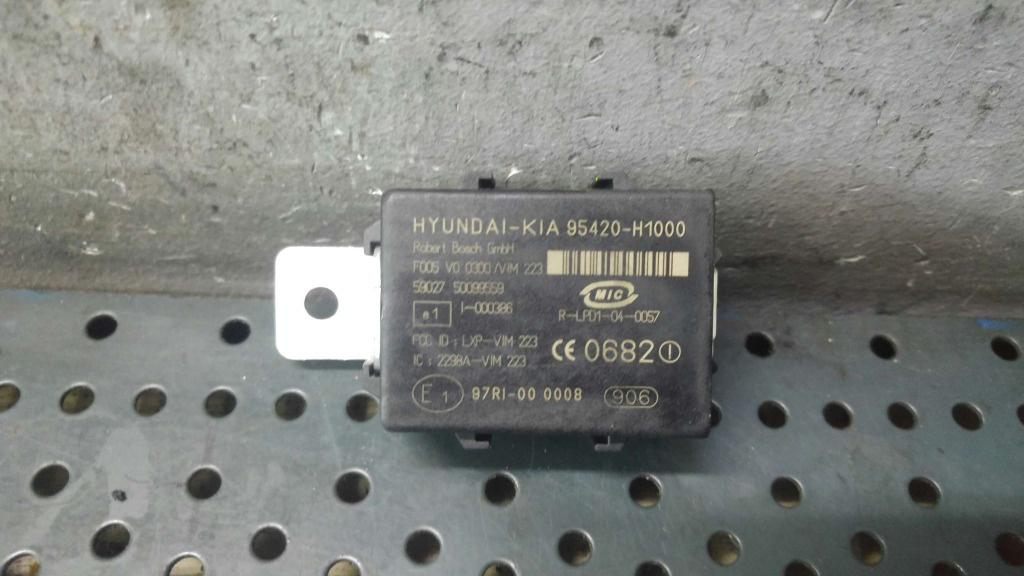 HYUNDAI-KIA 95420-H1000
Robert Bosch GmbH
F005 V0 0300/VIM 223
59027 50099559
e1 I-000386
MIC
R-LPD1-04-0057
FCC ID : LXP-VIM 223
IC : 2298A-VIM 223
CE 0682
E1 97RI-00 0008 906